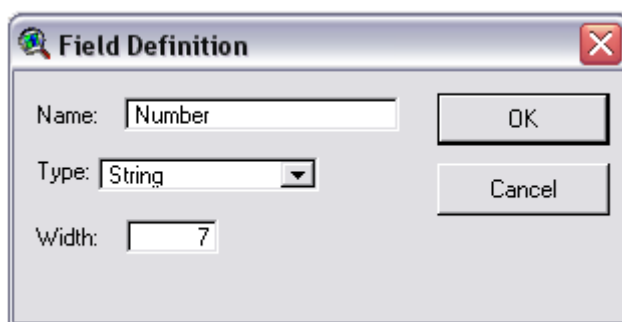 Field Definition
Name: Number
OK
Type: String
Cancel
Width: 7